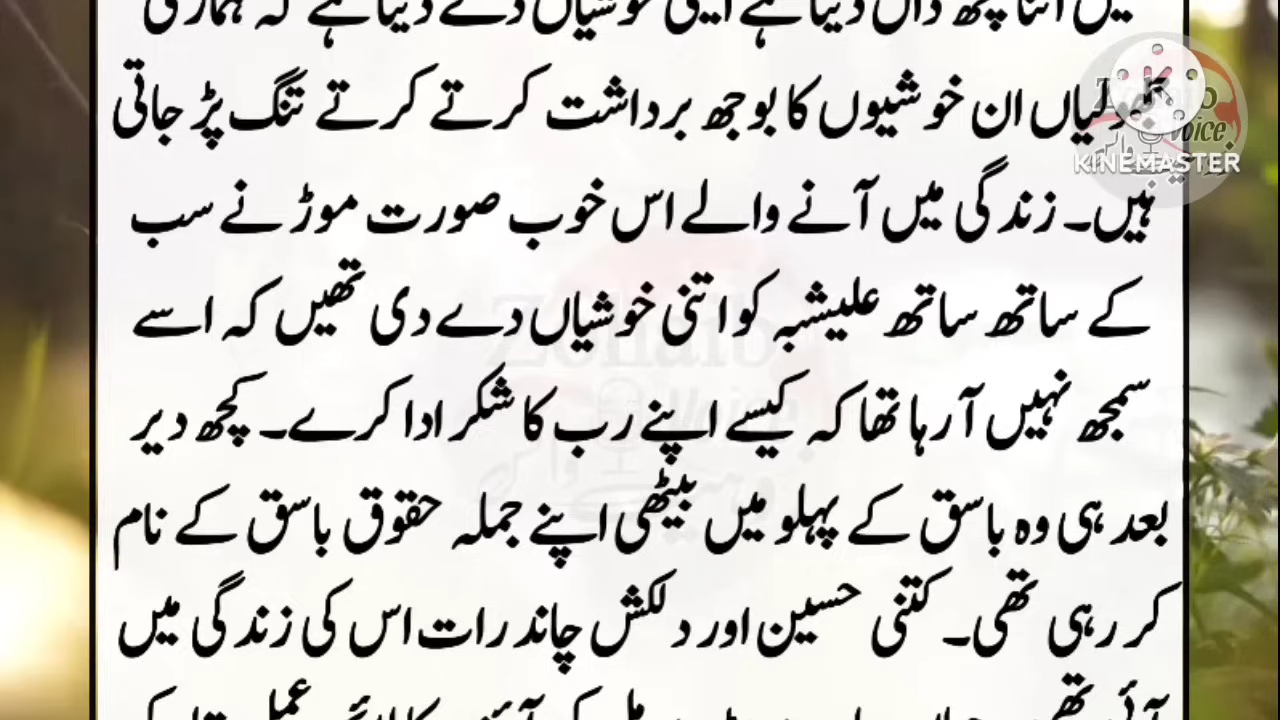 میں اتنا کچھ ڈال دیتا ہے ایسی خوشیاں دے دیتا ہے کہ ہماری
جھولیاں ان خوشیوں کا بوجھ برداشت کرتے کرتے تنگ پڑ جاتی
ہیں۔ زندگی میں آنے والے اس خوب صورت موڑ نے سب
کے ساتھ ساتھ علیشبہ کو اتنی خوشیاں دے دی تھیں کہ اسے
سمجھ نہیں آ رہا تھا کہ کیسے اپنے رب کا شکر ادا کرے۔ کچھ دیر
بعد ہی وہ باسق کے پہلو میں بیٹھی اپنے جملہ حقوق باسق کے نام
کر رہی تھی۔ کتنی حسین اور دلکش چاند رات اس کی زندگی میں
Zohaib
Voice
KINEMASTER